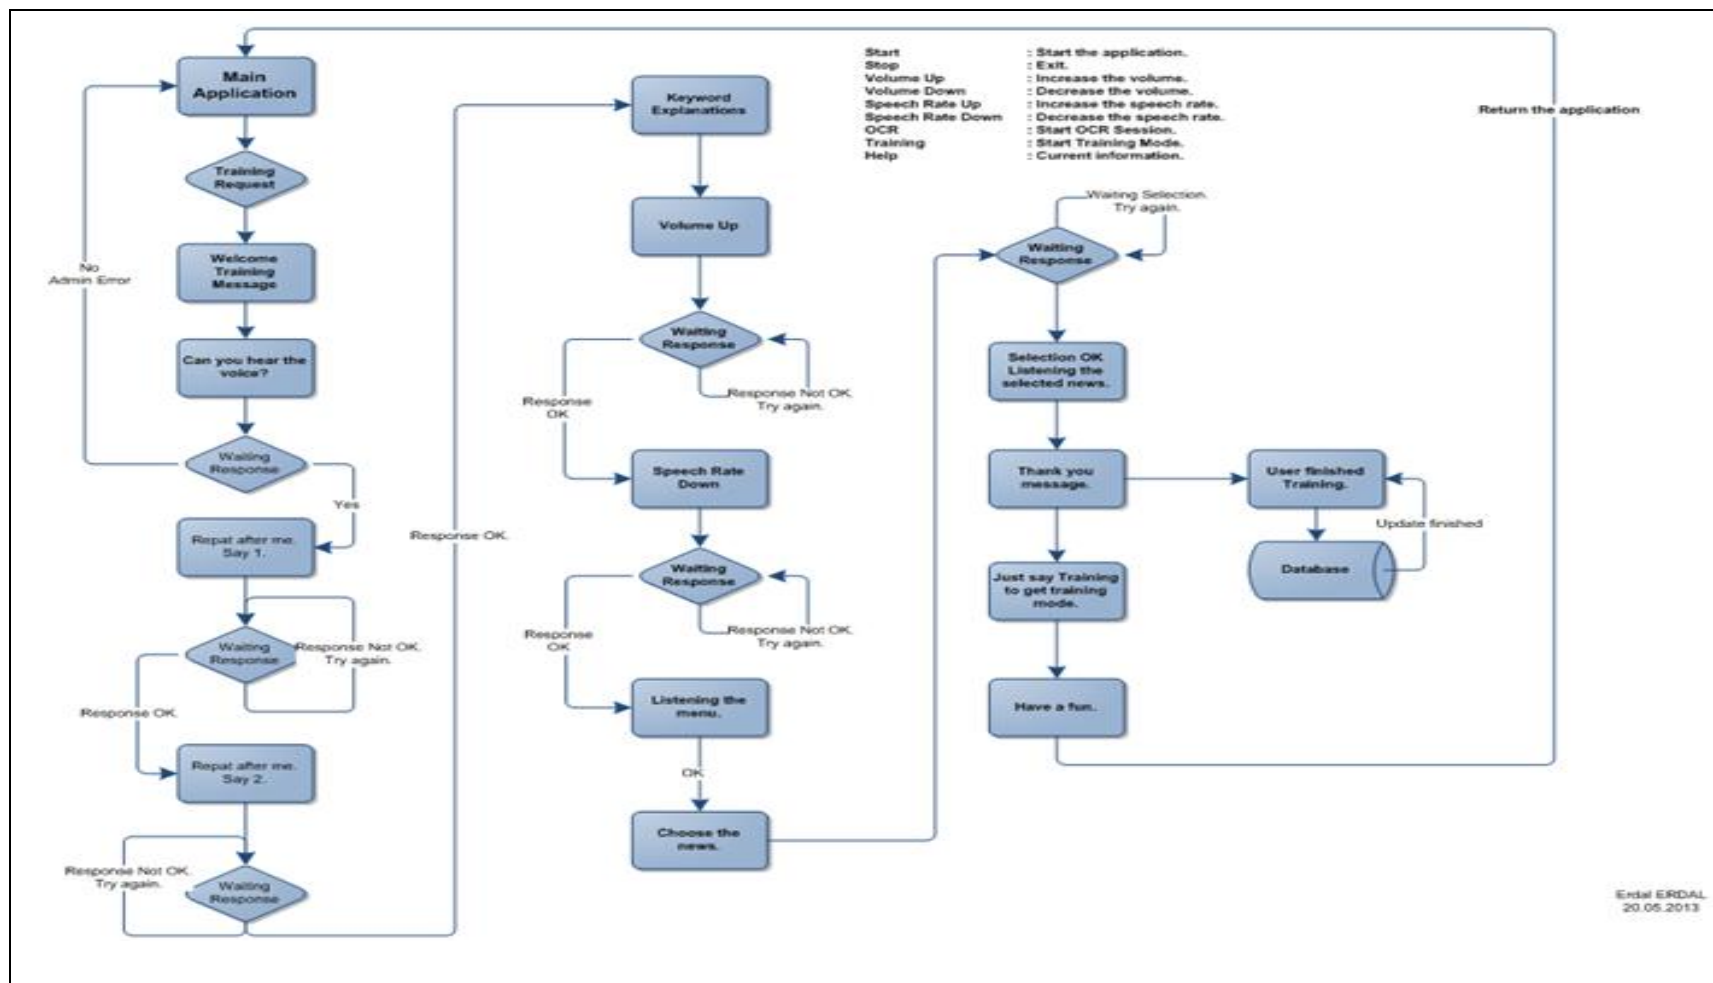 Main
Application
Training
Request
Welcome
Training
Message
Can you hear the
voice?
Waiting
Response
No
Admin Error
Yes
Repat after me.
Say 1.
Waiting
Response
Response Not OK.
Try again.
Response OK.
Repat after me.
Say 2.
Waiting
Response
Response Not OK.
Try again.
Response OK.
Keyword
Explanations
Volume Up
Waiting
Response
Response Not OK.
Try again.
Response
OK
Speech Rate
Down
Waiting
Response
Response Not OK.
Try again.
Response
OK
Listening the
menu.
OK
Choose the
news.
Start : Start the application.
Stop : Exit.
Volume Up : Increase the volume.
Volume Down : Decrease the volume.
Speech Rate Up : Increase the speech rate.
Speech Rate Down : Decrease the speech rate.
OCR : Start OCR Session.
Training : Start Training Mode.
Help : Current information.
Waiting Selection.
Try again.
Waiting
Response
Selection OK
Listening the
selected news.
Thank you
message.
User finished
Training.
Update finished
Database
Just say Training
to get training
mode.
Have a fun.
Return the application
Erdal ERDAL
20.05.2013